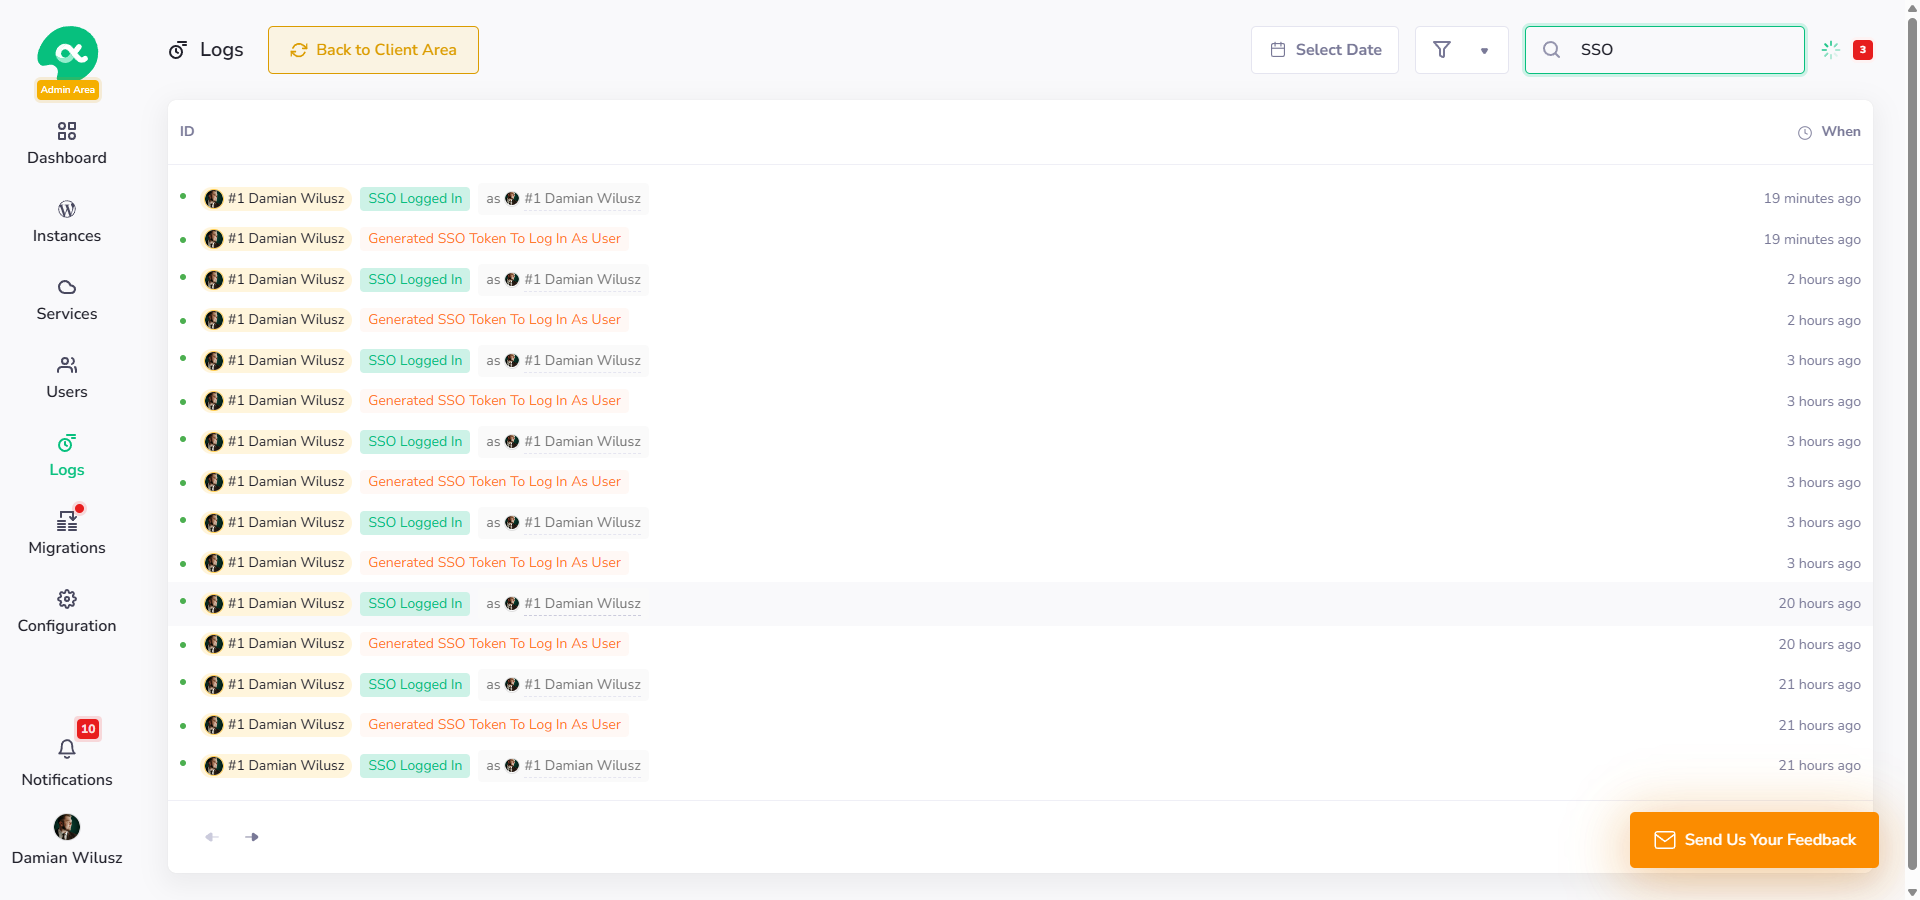 Admin Area
Dashboard
Instances
Services
Users
Logs
Migrations
Configuration
10
Notifications
Damian Wilusz
Logs
Back to Client Area
Select Date
SSO
3
ID
When
#1 Damian Wilusz SSO Logged In as #1 Damian Wilusz 19 minutes ago
#1 Damian Wilusz Generated SSO Token To Log In As User 19 minutes ago
#1 Damian Wilusz SSO Logged In as #1 Damian Wilusz 2 hours ago
#1 Damian Wilusz Generated SSO Token To Log In As User 2 hours ago
#1 Damian Wilusz SSO Logged In as #1 Damian Wilusz 3 hours ago
#1 Damian Wilusz Generated SSO Token To Log In As User 3 hours ago
#1 Damian Wilusz SSO Logged In as #1 Damian Wilusz 3 hours ago
#1 Damian Wilusz Generated SSO Token To Log In As User 3 hours ago
#1 Damian Wilusz SSO Logged In as #1 Damian Wilusz 3 hours ago
#1 Damian Wilusz Generated SSO Token To Log In As User 3 hours ago
#1 Damian Wilusz SSO Logged In as #1 Damian Wilusz 20 hours ago
#1 Damian Wilusz Generated SSO Token To Log In As User 20 hours ago
#1 Damian Wilusz SSO Logged In as #1 Damian Wilusz 21 hours ago
#1 Damian Wilusz Generated SSO Token To Log In As User 21 hours ago
#1 Damian Wilusz SSO Logged In as #1 Damian Wilusz 21 hours ago
Send Us Your Feedback